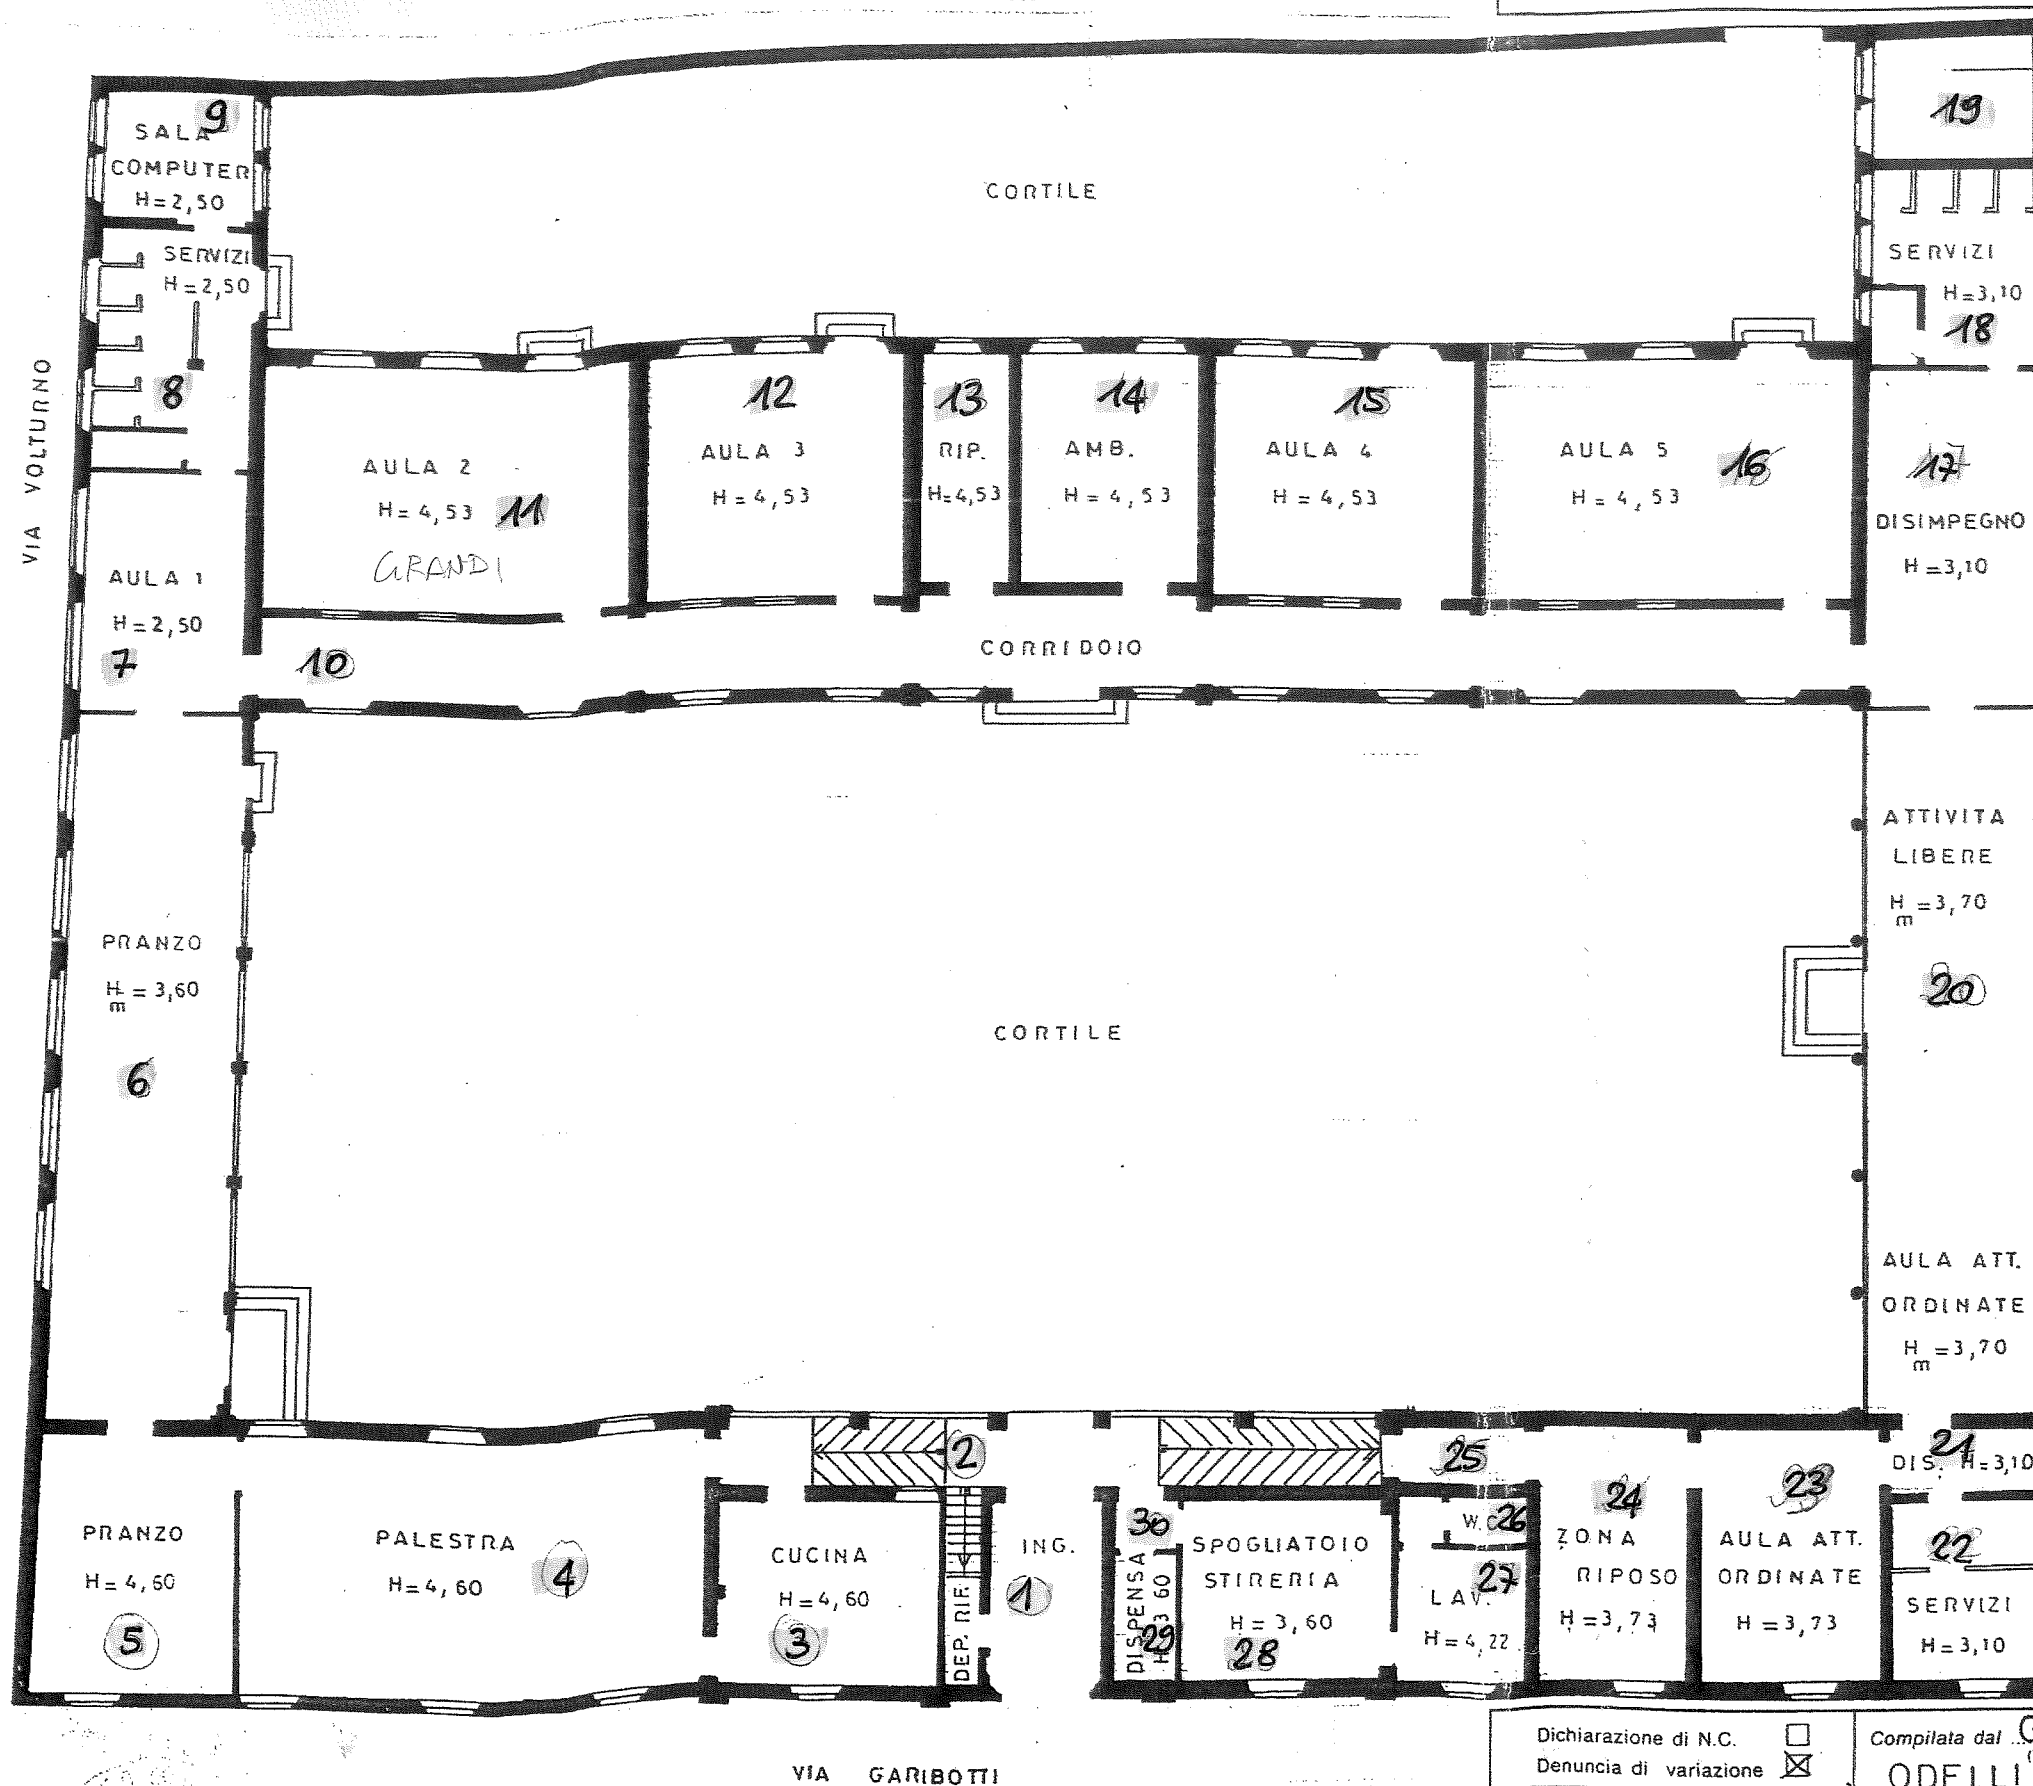 9
SALA
COMPUTER
H=2,50
SERVIZI
H=2,50
8
CORTILE
19
SERVIZI
H=3,10
18
VIA VOLTURNO
AULA 2
H=4,53
11
GRANDI
12
AULA 3
H=4,53
13
RIP.
H=4,53
14
AMB.
H=4,53
15
AULA 4
H=4,53
AULA 5
16
H=4,53
17
DISIMPEGNO
H=3,10
AULA 1
H=2,50
7
10
CORRIDOIO
PRANZO
Hm=3,60
6
CORTILE
ATTIVITA
LIBERE
Hm=3,70
20
AULA ATT.
ORDINATE
Hm=3,70
PRANZO
H=4,60
5
PALESTRA
H=4,60
4
CUCINA
H=4,60
3
2
DEP. RIF.
ING.
1
30
DISPENSA
H=3 60
29
SPOGLIATOIO
STIRERIA
H=3,60
28
25
W.C.
26
27
LAV.
H=4,22
24
ZONA
RIPOSO
H=3,73
23
AULA ATT.
ORDINATE
H=3,73
21
DIS. H=3,10
22
SERVIZI
H=3,10
VIA GARIBOTTI
Dichiarazione di N.C.
Denuncia di variazione
Compilata dal